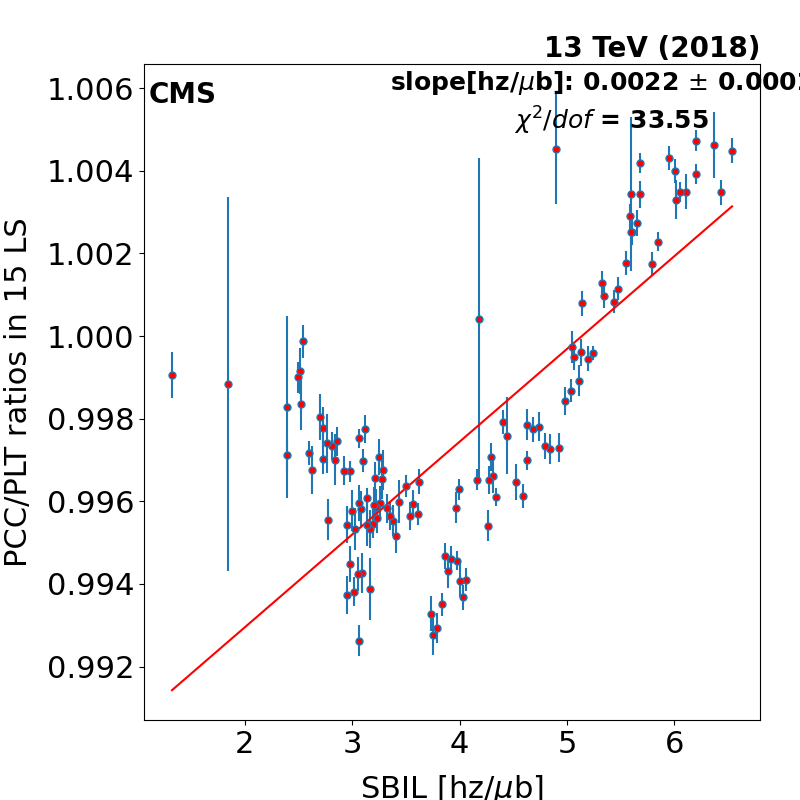 13 TeV (2018)
CMS
slope[hz/μb]: 0.0022 ± 0.000
χ²/dof = 33.55
1.006
1.004
1.002
1.000
0.998
0.996
0.994
0.992
PCC/PLT ratios in 15 LS
2 3 4 5 6
SBIL [hz/μb]